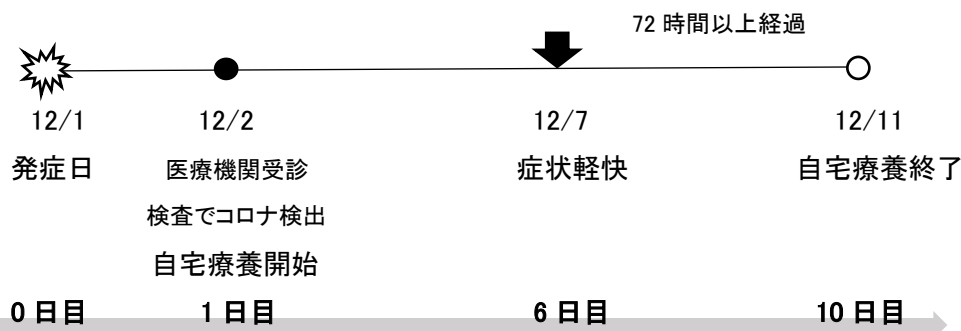 72 時間以上経過
12/1 12/2 12/7 12/11
発症日 医療機関受診 症状軽快 自宅療養終了
検査でコロナ検出
自宅療養開始
0 日目 1 日目 6 日目 10 日目